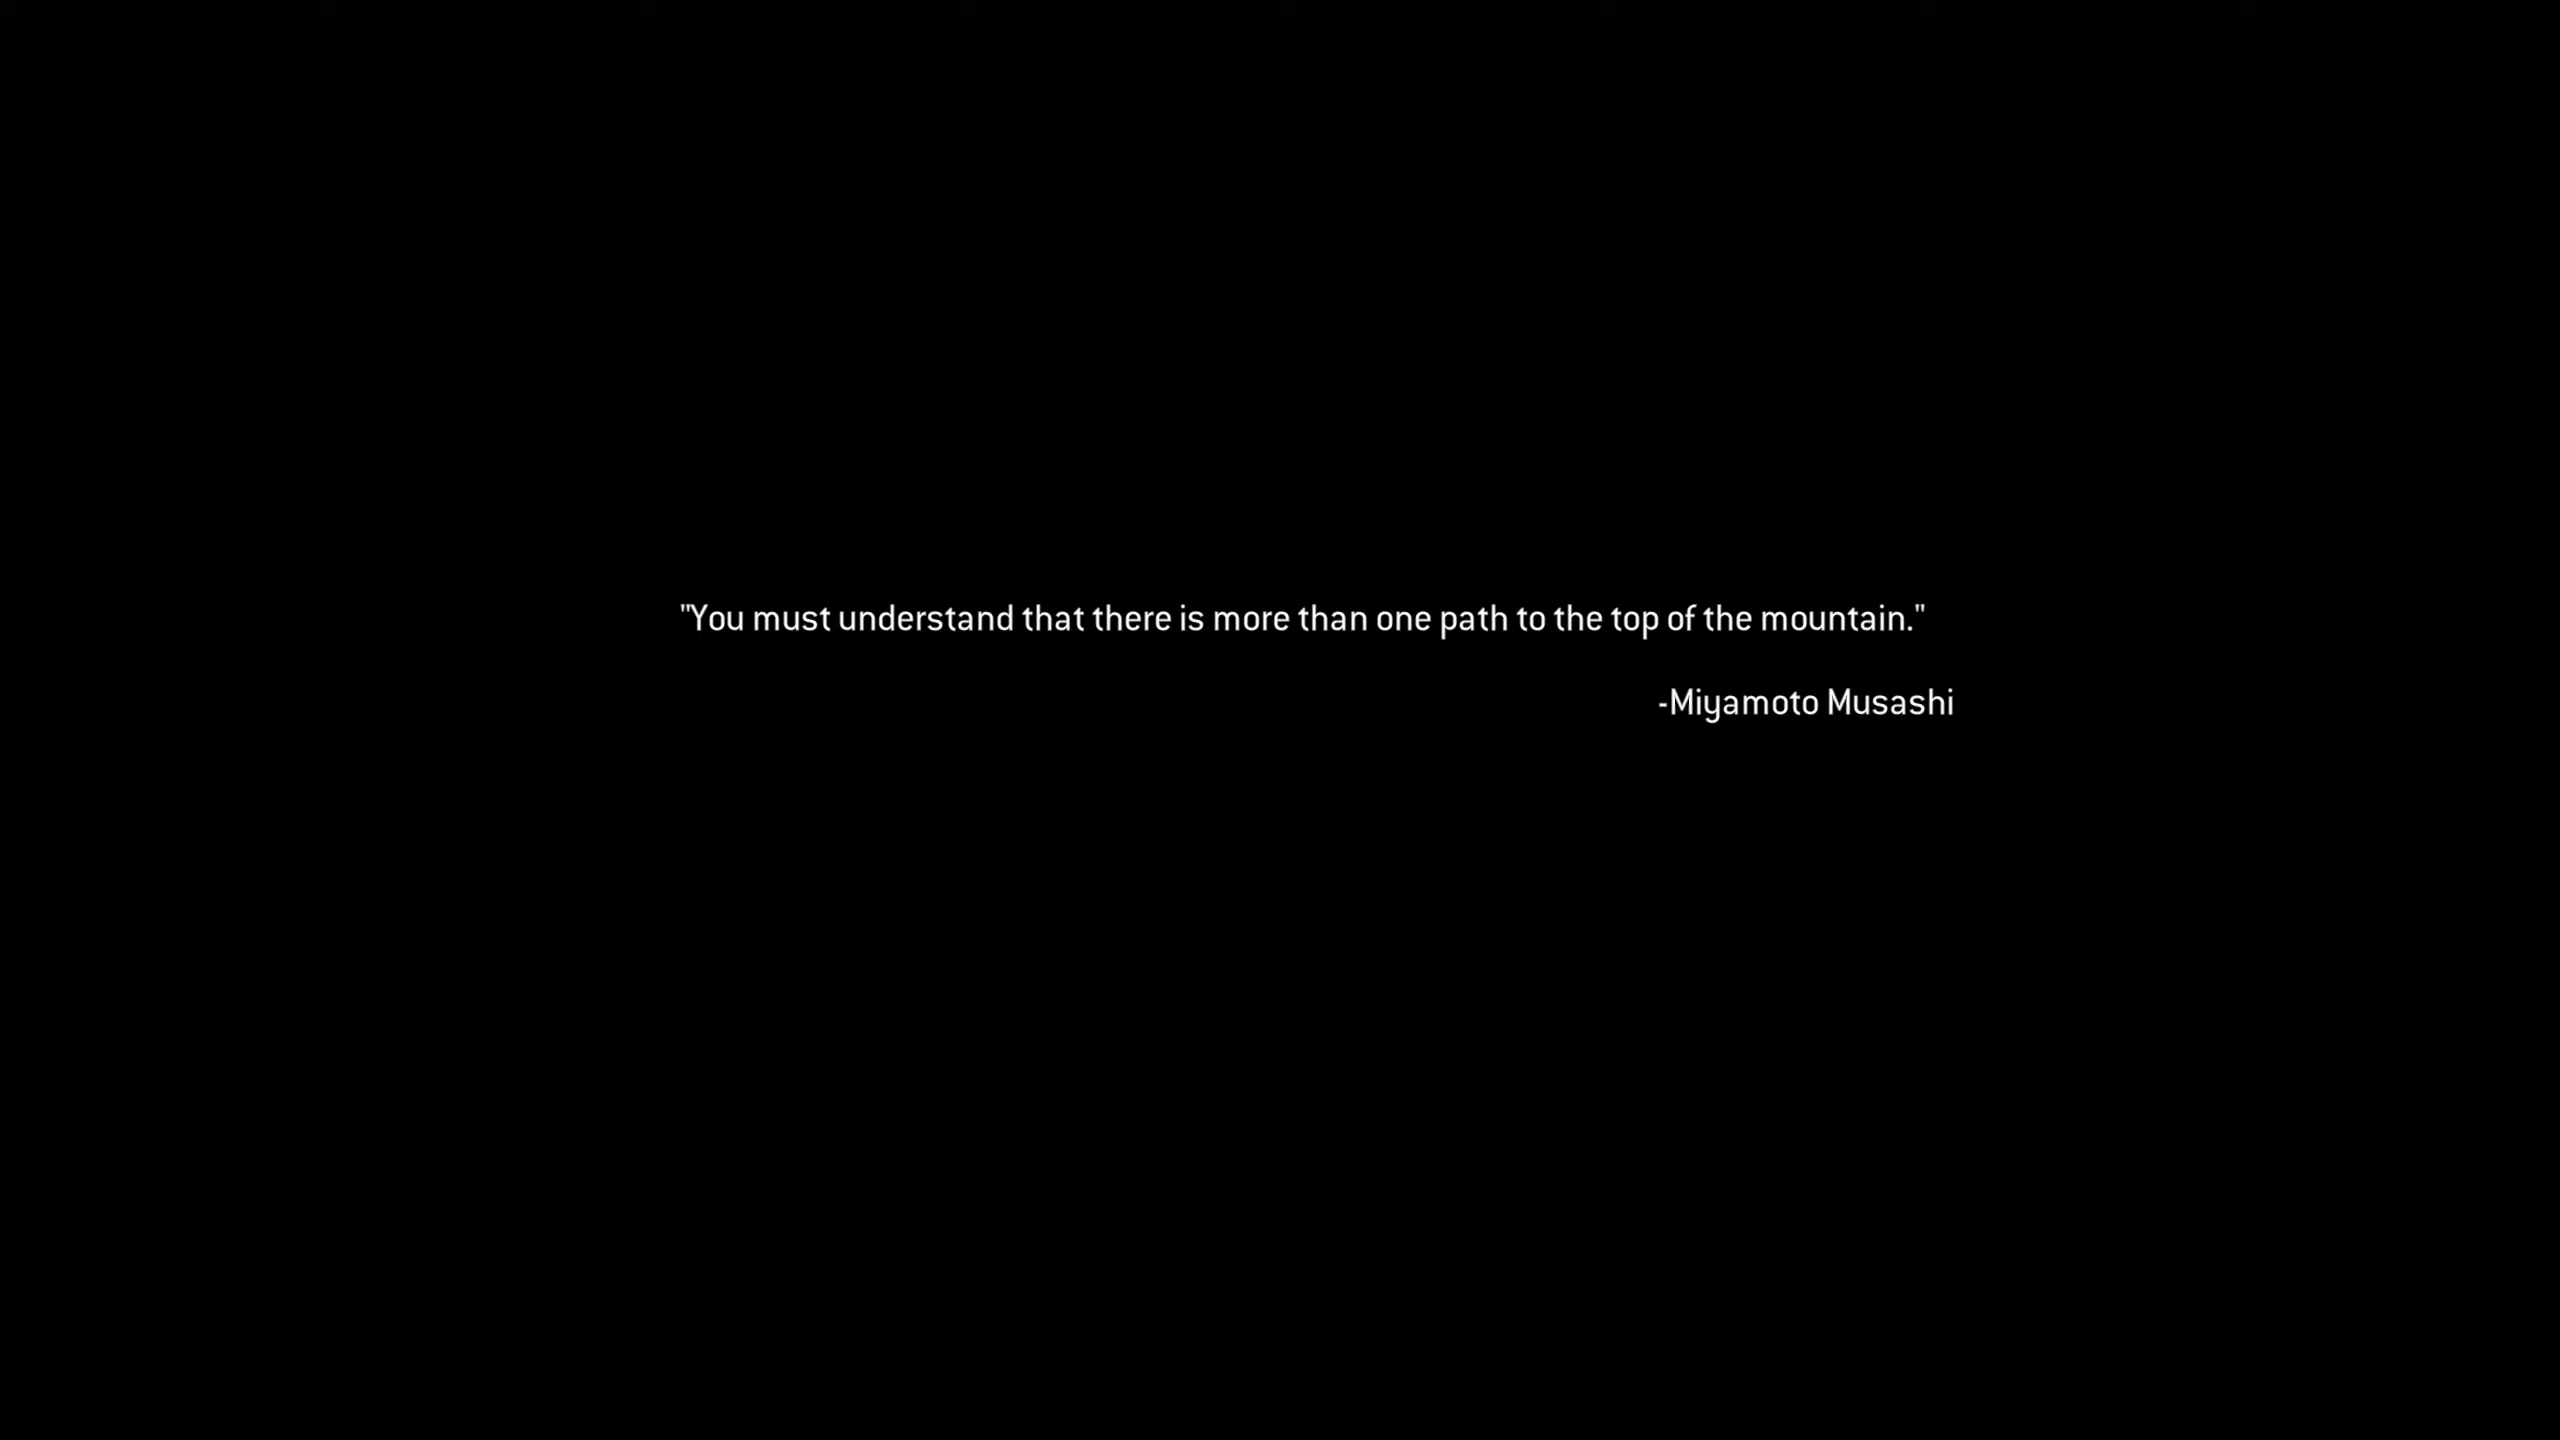 "You must understand that there is more than one path to the top of the mountain."
-Miyamoto Musashi